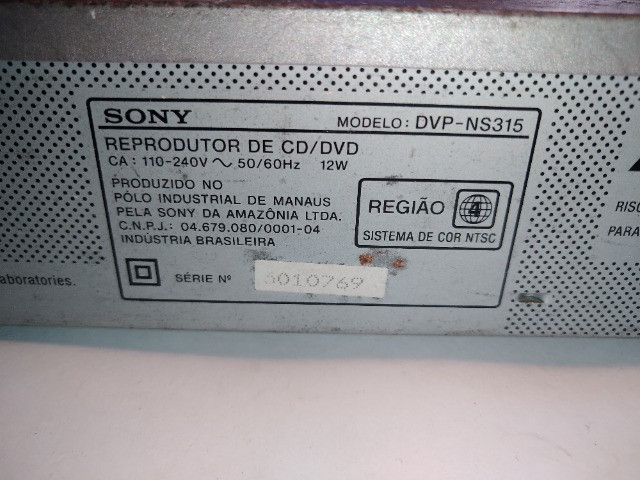 SONY MODELO: DVP-NS315
REPRODUTOR DE CD/DVD
CA : 110-240V ~ 50/60Hz 12W
PRODUZIDO NO
PÓLO INDUSTRIAL DE MANAUS
PELA SONY DA AMAZÔNIA LTDA.
C.N.P.J.: 04.679.080/0001-04
INDÚSTRIA BRASILEIRA
REGIÃO 4
SISTEMA DE COR NTSC
SÉRIE Nº 5010769
aboratories.
RISC
PARA